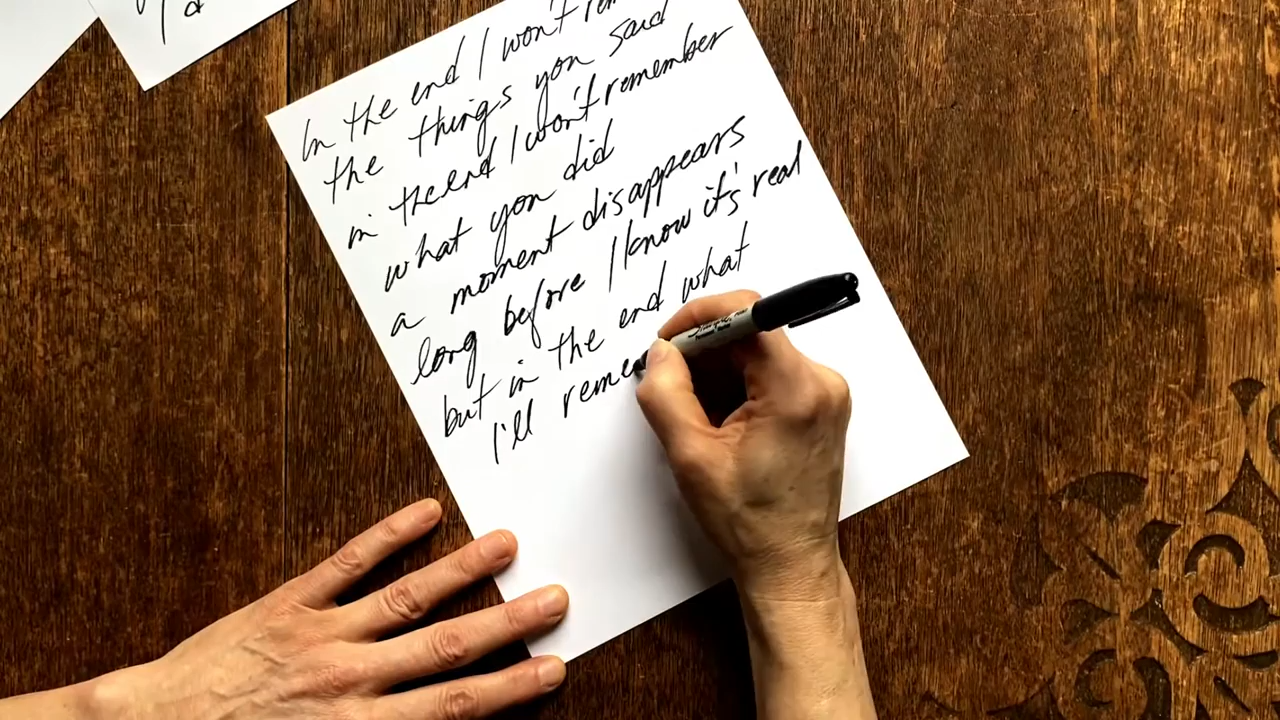 In the end I won't
the things you said
in the end I won't remember
what you did
a moment disappears
long before I know it's real
but in the end what
I'll reme